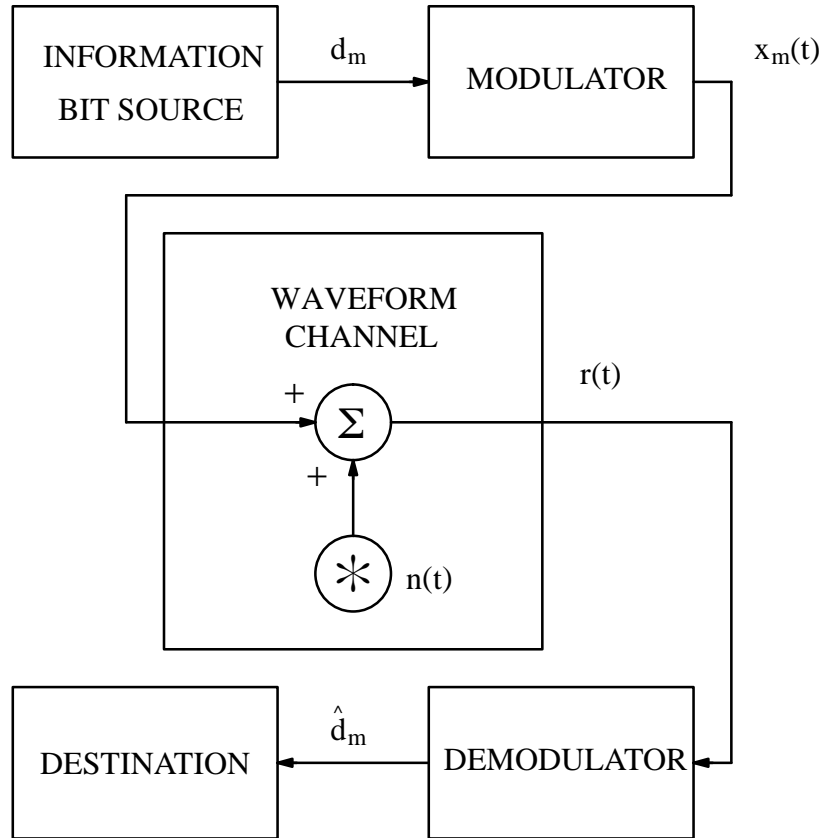 INFORMATION
BIT SOURCE
d_m
MODULATOR
x_m(t)
WAVEFORM
CHANNEL
+
Σ
r(t)
+
*
n(t)
DESTINATION
d̂_m
DEMODULATOR